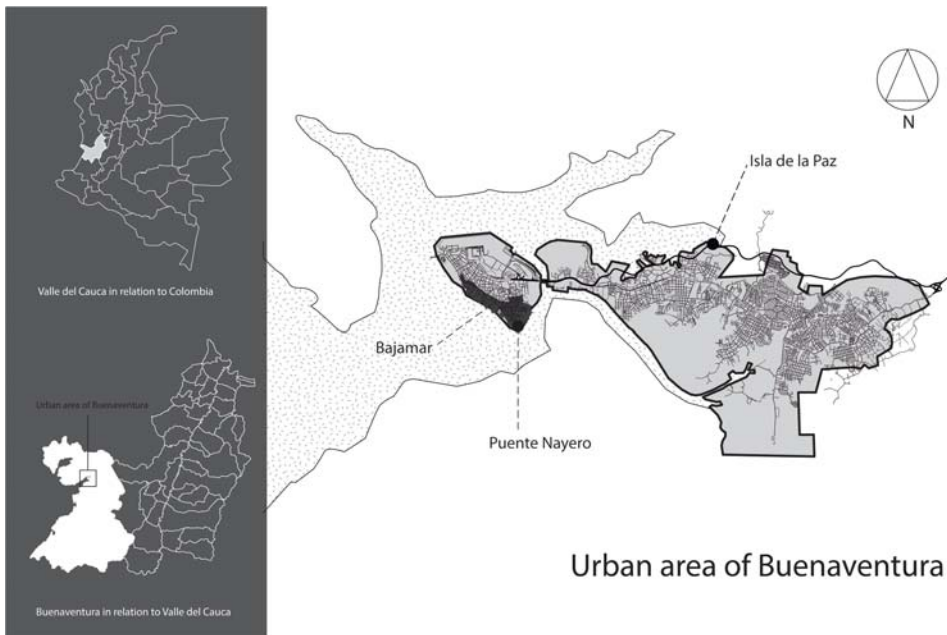 Valle del Cauca in relation to Colombia
Urban area of Buenaventura
Buenaventura in relation to Valle del Cauca
N
Isla de la Paz
Bajamar
Puente Nayero
Urban area of Buenaventura